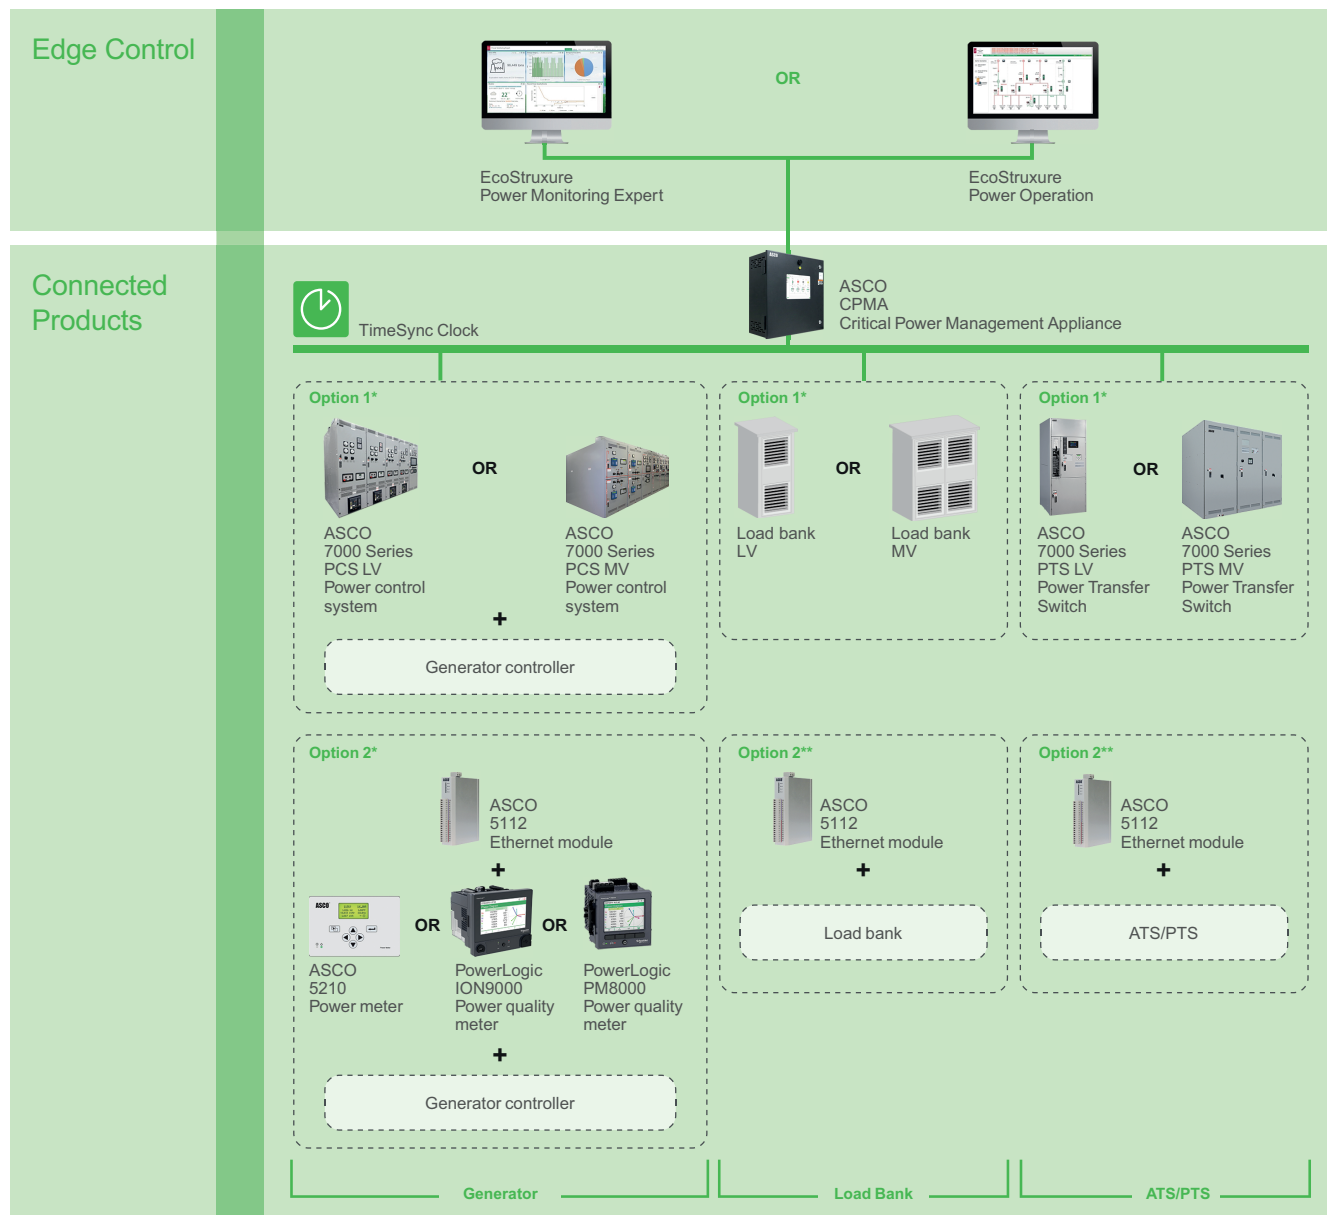 Edge Control
OR
EcoStruxure
Power Monitoring Expert
EcoStruxure
Power Operation
Connected
Products
TimeSync Clock
ASCO
CPMA
Critical Power Management Appliance
Option 1*
OR
ASCO
7000 Series
PCS LV
Power control
system
ASCO
7000 Series
PCS MV
Power control
system
+
Generator controller
Option 1*
OR
Load bank
LV
Load bank
MV
Option 1*
OR
ASCO
7000 Series
PTS LV
Power Transfer
Switch
ASCO
7000 Series
PTS MV
Power Transfer
Switch
Option 2*
ASCO
5112
Ethernet module
+
ASCO
OR
OR
ASCO
5210
Power meter
PowerLogic
ION9000
Power quality
meter
PowerLogic
PM8000
Power quality
meter
+
Generator controller
Option 2**
ASCO
5112
Ethernet module
+
Load bank
Option 2**
ASCO
5112
Ethernet module
+
ATS/PTS
Generator
Load Bank
ATS/PTS